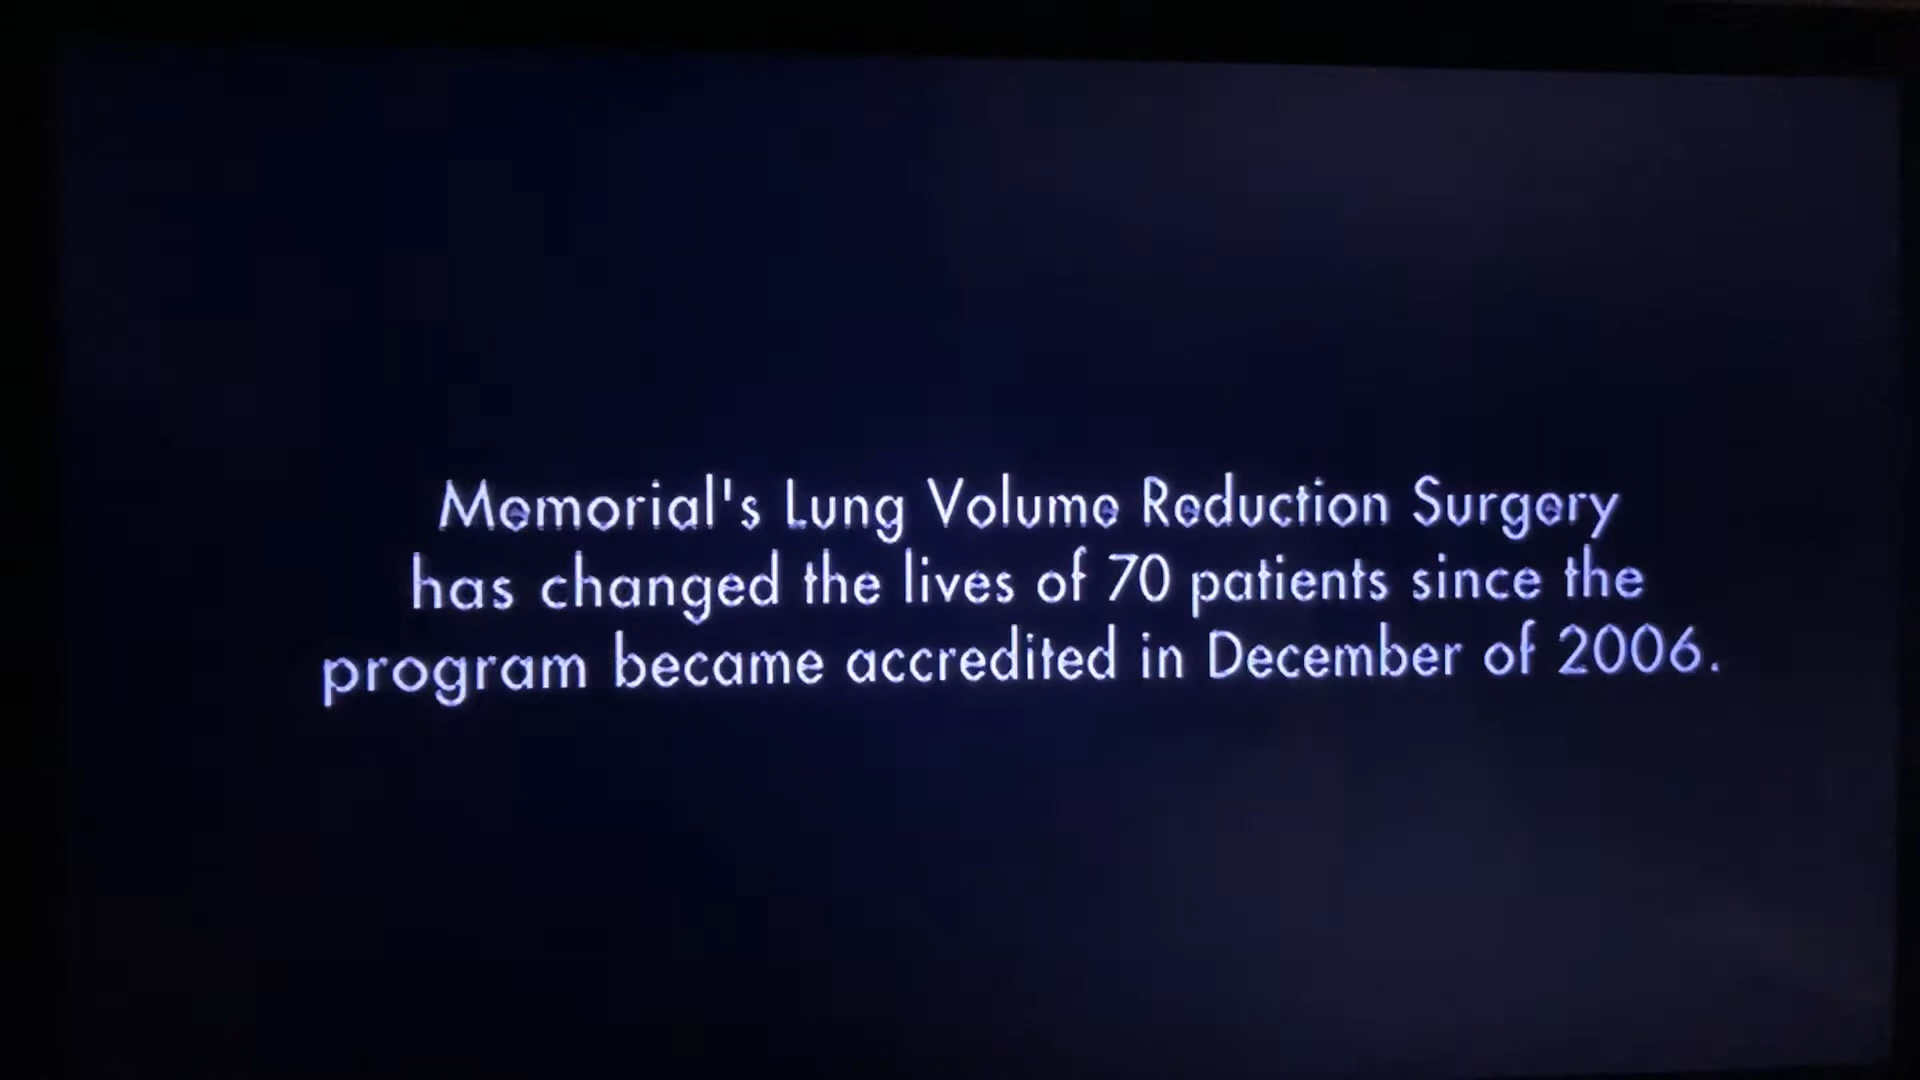 Memorial's Lung Volume Reduction Surgery
has changed the lives of 70 patients since the
program became accredited in December of 2006.